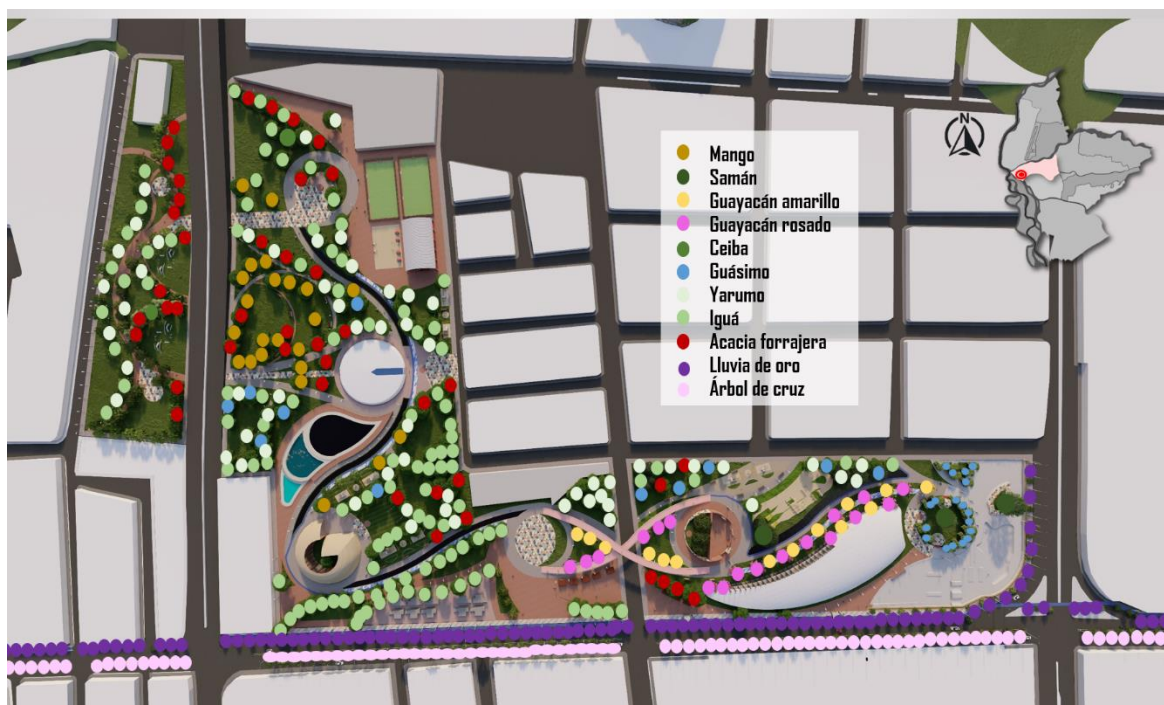 N
Mango
Samán
Guayacán amarillo
Guayacán rosado
Ceiba
Guásimo
Yarumo
Iguá
Acacia forrajera
Lluvia de oro
Árbol de cruz